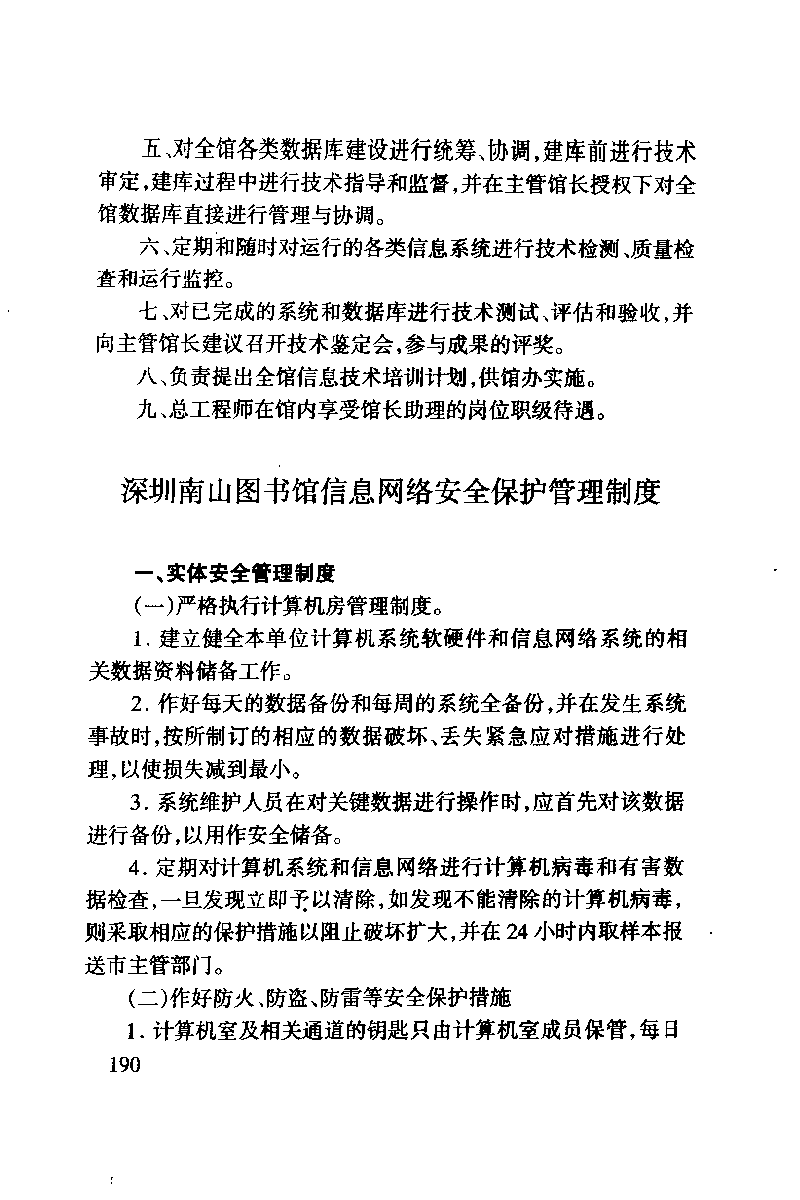 五、对全馆各类数据库建设进行统筹、协调,建库前进行技术
审定,建库过程中进行技术指导和监督,并在主管馆长授权下对全
馆数据库直接进行管理与协调。
六、定期和随时对运行的各类信息系统进行技术检测、质量检
查和运行监控。
七、对已完成的系统和数据库进行技术测试、评估和验收,并
向主管馆长建议召开技术鉴定会,参与成果的评奖。
八、负责提出全馆信息技术培训计划,供馆办实施。
九、总工程师在馆内享受馆长助理的岗位职级待遇。
深圳南山图书馆信息网络安全保护管理制度
一、实体安全管理制度
(一)严格执行计算机房管理制度。
1. 建立健全本单位计算机系统软硬件和信息网络系统的相
关数据资料储备工作。
2. 作好每天的数据备份和每周的系统全备份,并在发生系统
事故时,按所制订的相应的数据破坏、丢失紧急应对措施进行处
理,以使损失减到最小。
3. 系统维护人员在对关键数据进行操作时,应首先对该数据
进行备份,以用作安全储备。
4. 定期对计算机系统和信息网络进行计算机病毒和有害数
据检查,一旦发现立即予以清除,如发现不能清除的计算机病毒,
则采取相应的保护措施以阻止破坏扩大,并在 24 小时内取样本报
送市主管部门。
(二)作好防火、防盗、防雷等安全保护措施
1. 计算机室及相关通道的钥匙只由计算机室成员保管,每日
190